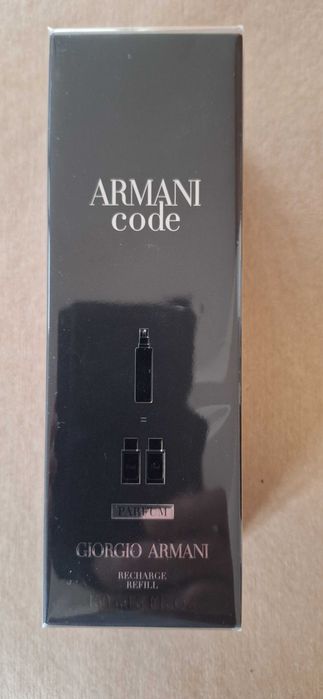 ARMANI
code
=
PARFUM
GIORGIO ARMANI
RECHARGE
REFILL